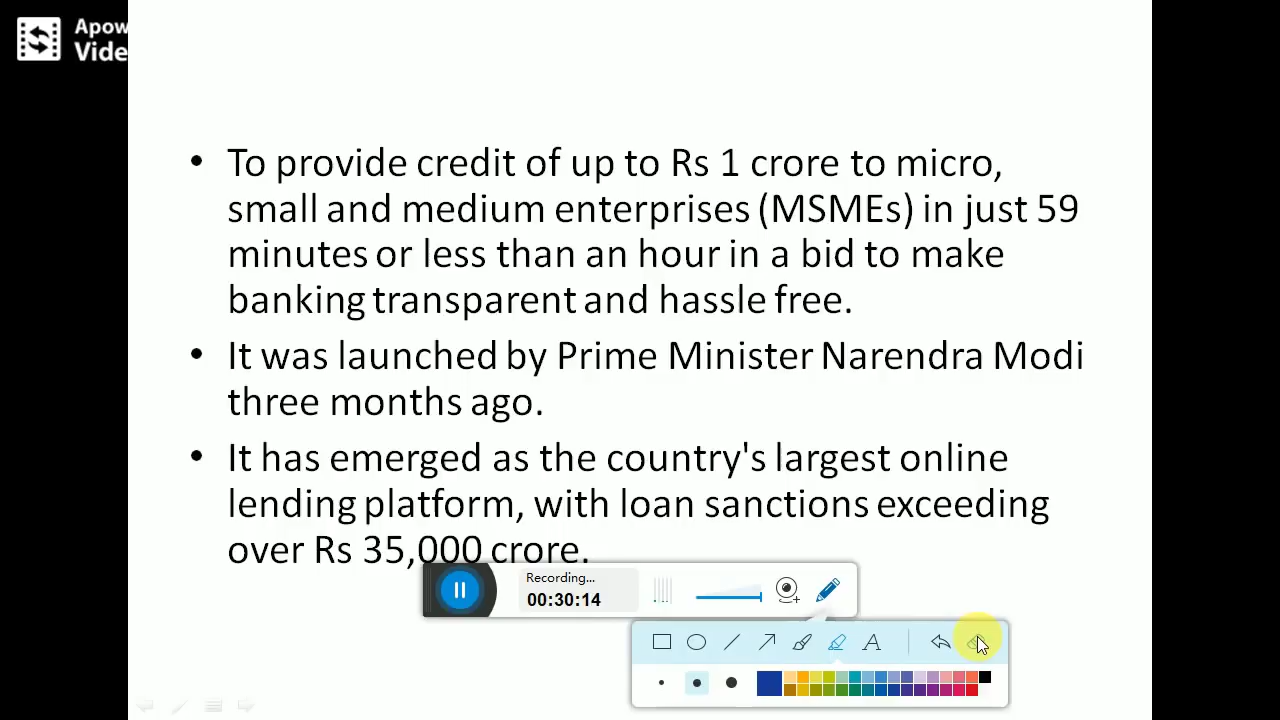 Apow
Vide
• To provide credit of up to Rs 1 crore to micro,
small and medium enterprises (MSMEs) in just 59
minutes or less than an hour in a bid to make
banking transparent and hassle free.
• It was launched by Prime Minister Narendra Modi
three months ago.
• It has emerged as the country's largest online
lending platform, with loan sanctions exceeding
over Rs 35,000 crore.
Recording...
00:30:14
A